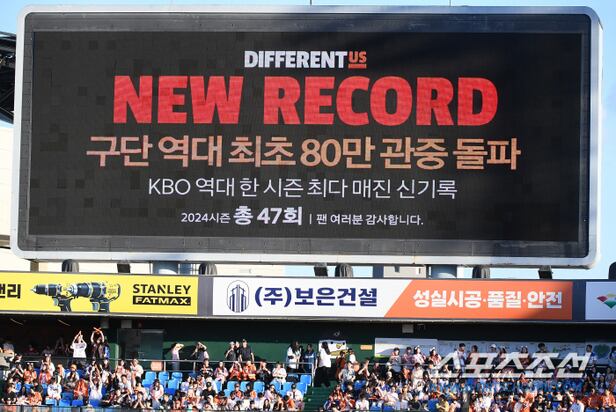 DIFFERENT US
NEW RECORD
구단 역대 최초 80만 관중 돌파
KBO 역대 한 시즌 최다 매진 신기록
2024시즌 총 47회 | 팬 여러분 감사합니다.
STANLEY
FATMAX
(주)보은건설
성실시공·품질·안전
스포츠조선